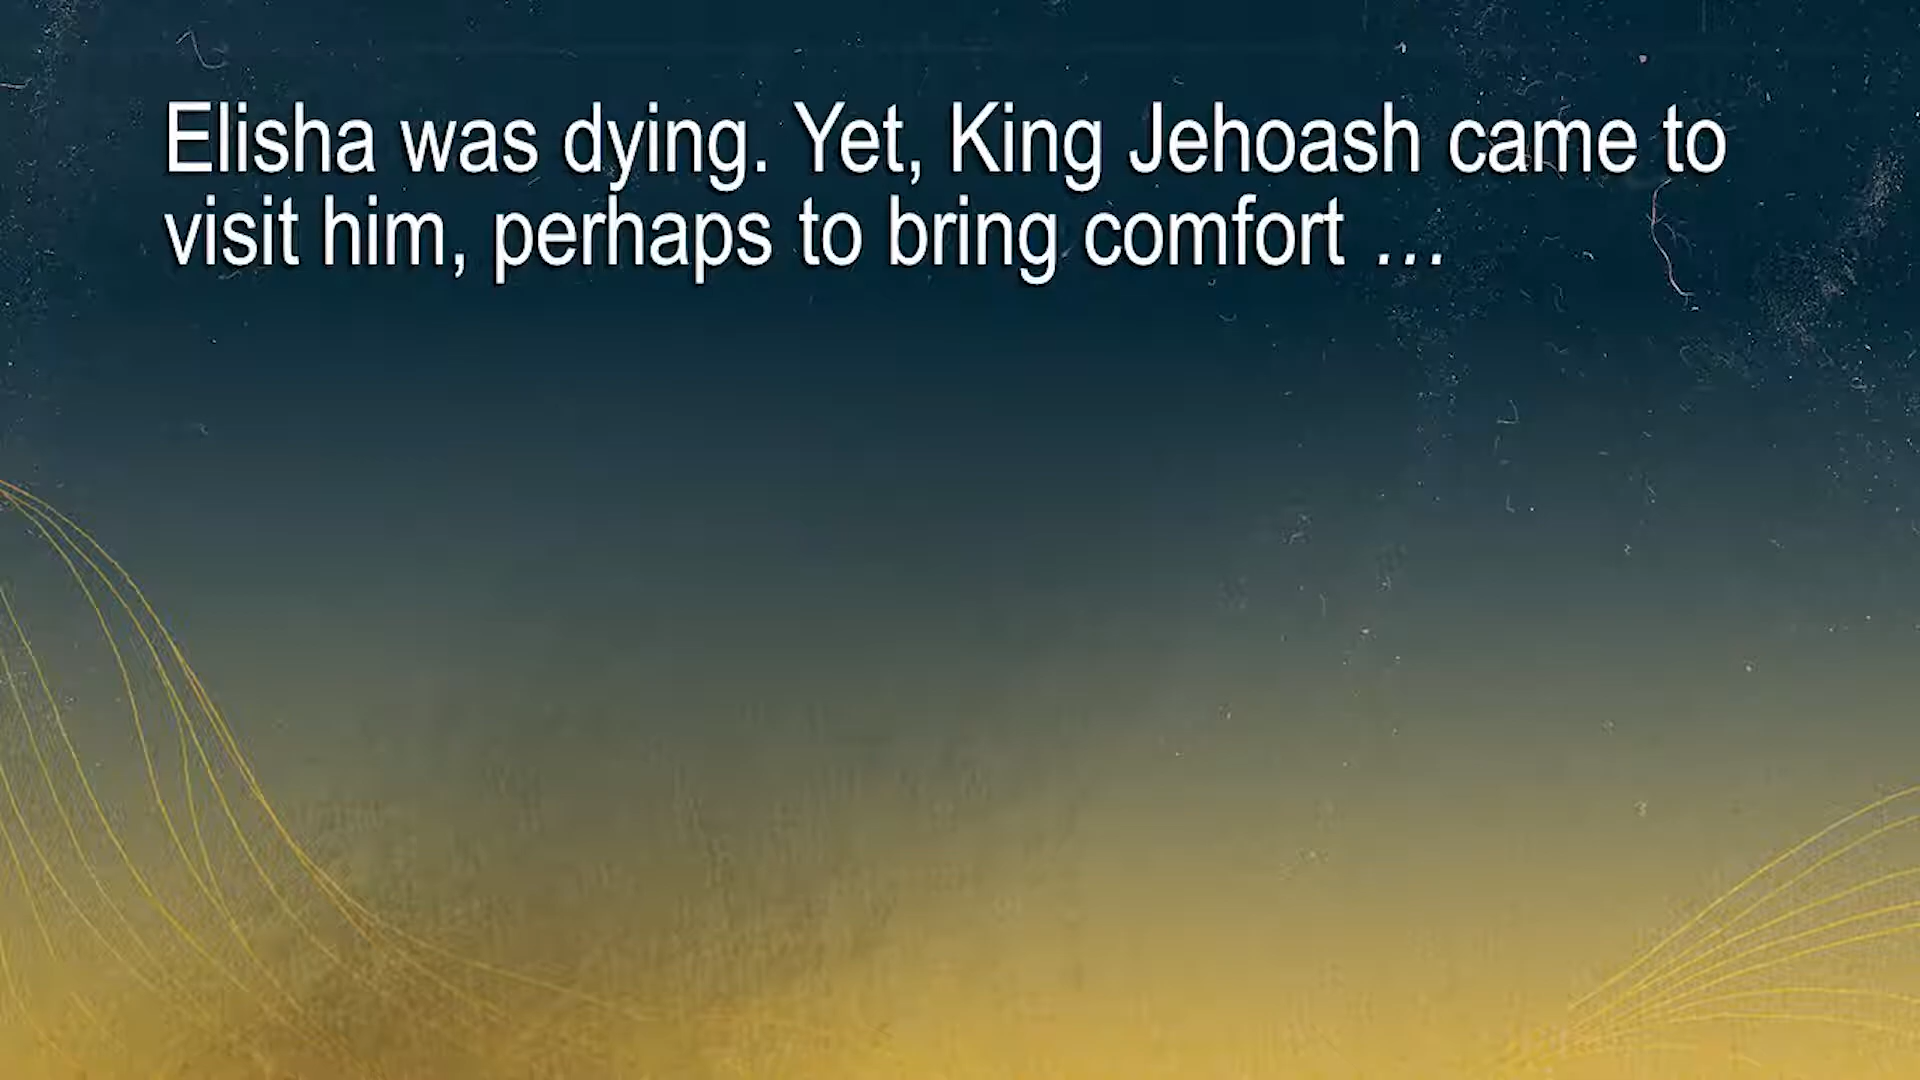 Elisha was dying. Yet, King Jehoash came to
visit him, perhaps to bring comfort …